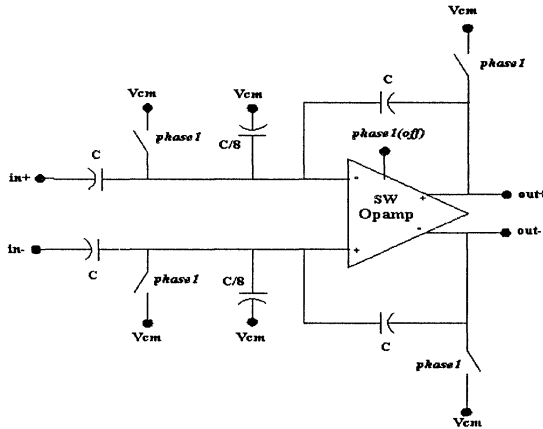 Vcm
phase1
C
Vcm
Vcm
phase1
C/8
phase1(off)
C
in+
-
SW
Opamp
+
out+
-
out-
in-
+
C
phase1
C/8
Vcm
Vcm
C
phase1
Vcm